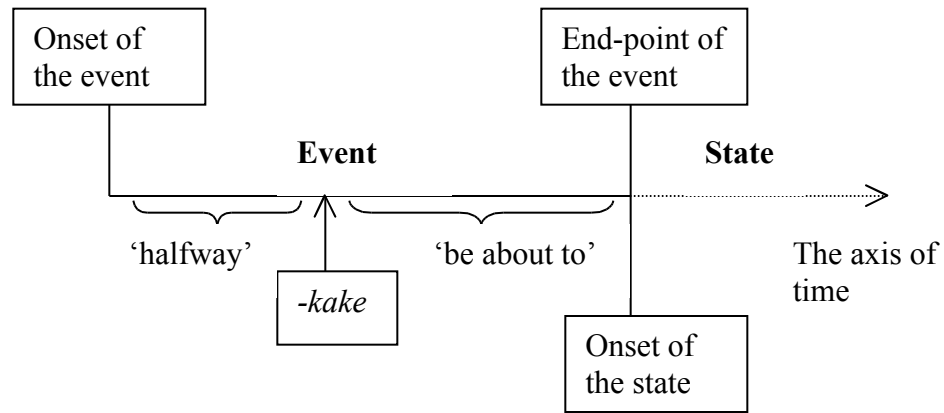 Onset of
the event
End-point of
the event
Event
State
‘halfway’
‘be about to’
The axis of
time
-kake
Onset of
the state